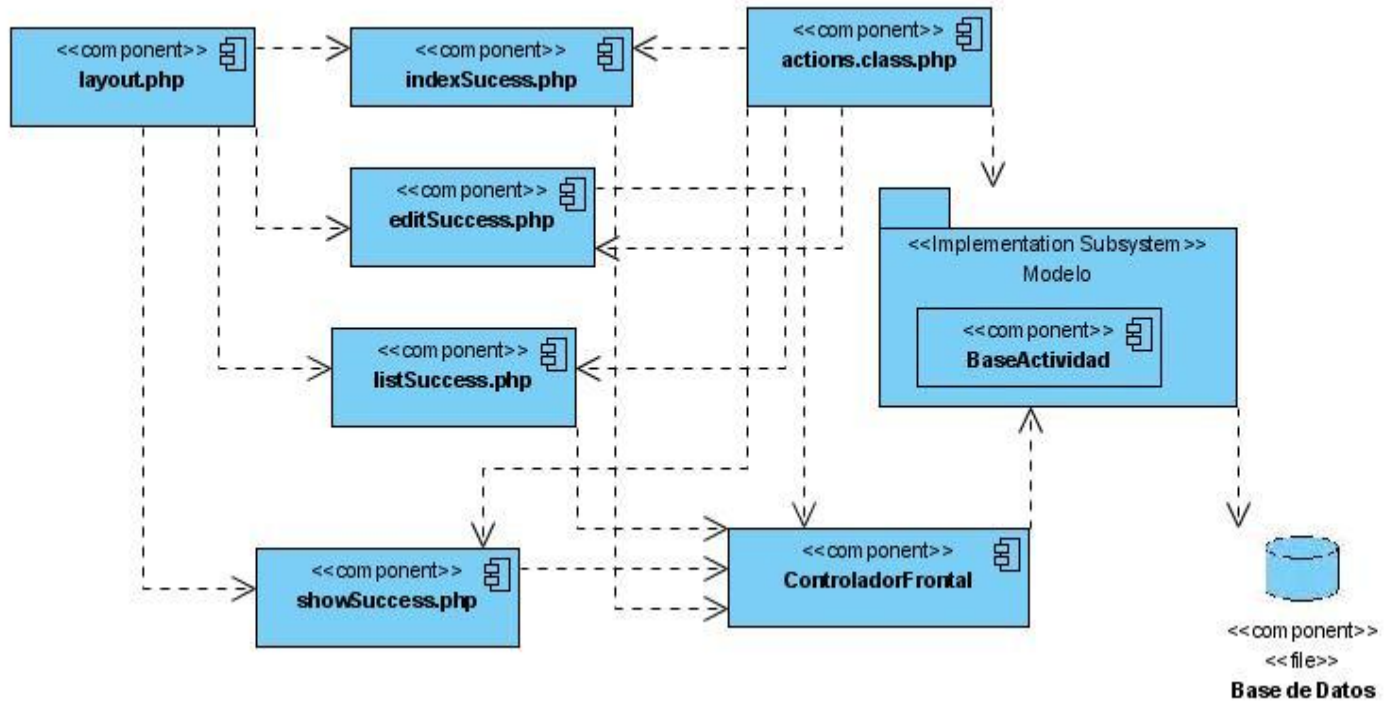 <<component>>
layout.php
<<component>>
indexSucess.php
<<component>>
actions.class.php
<<component>>
editSuccess.php
<<Implementation Subsystem>>
Modelo
<<component>>
BaseActividad
<<component>>
listSuccess.php
<<component>>
showSuccess.php
<<component>>
ControladorFrontal
<<component>>
<<file>>
Base de Datos